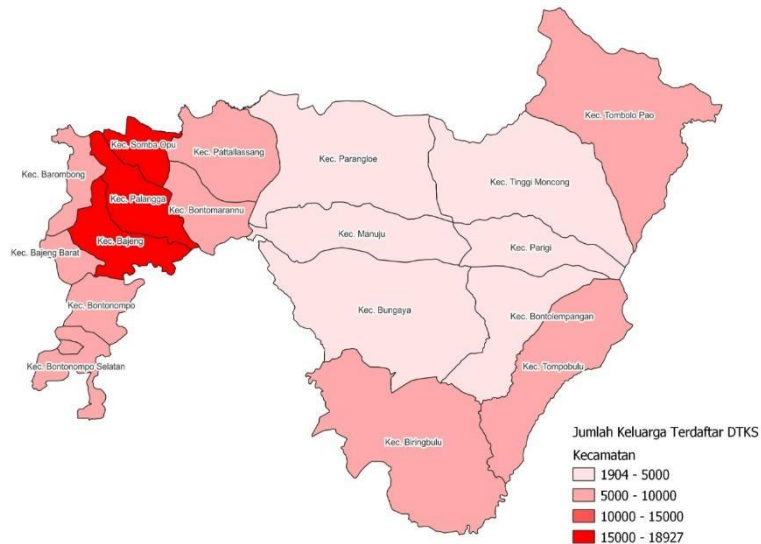 Kec. Tombolo Pao
Kec. Somba Opu
Kec. Pattallassang
Kec. Parangloe
Kec. Barombong
Kec. Tinggi Moncong
Kec. Palangga
Kec. Bontomarannu
Kec. Manuju
Kec. Bajeng
Kec. Parigi
Kec. Bajeng Barat
Kec. Bontonompo
Kec. Bungaya
Kec. Bontolempangan
Kec. Bontonompo Selatan
Kec. Tompobulu
Kec. Biringbulu
Jumlah Keluarga Terdaftar DTKS
Kecamatan
1904 - 5000
5000 - 10000
10000 - 15000
15000 - 18927